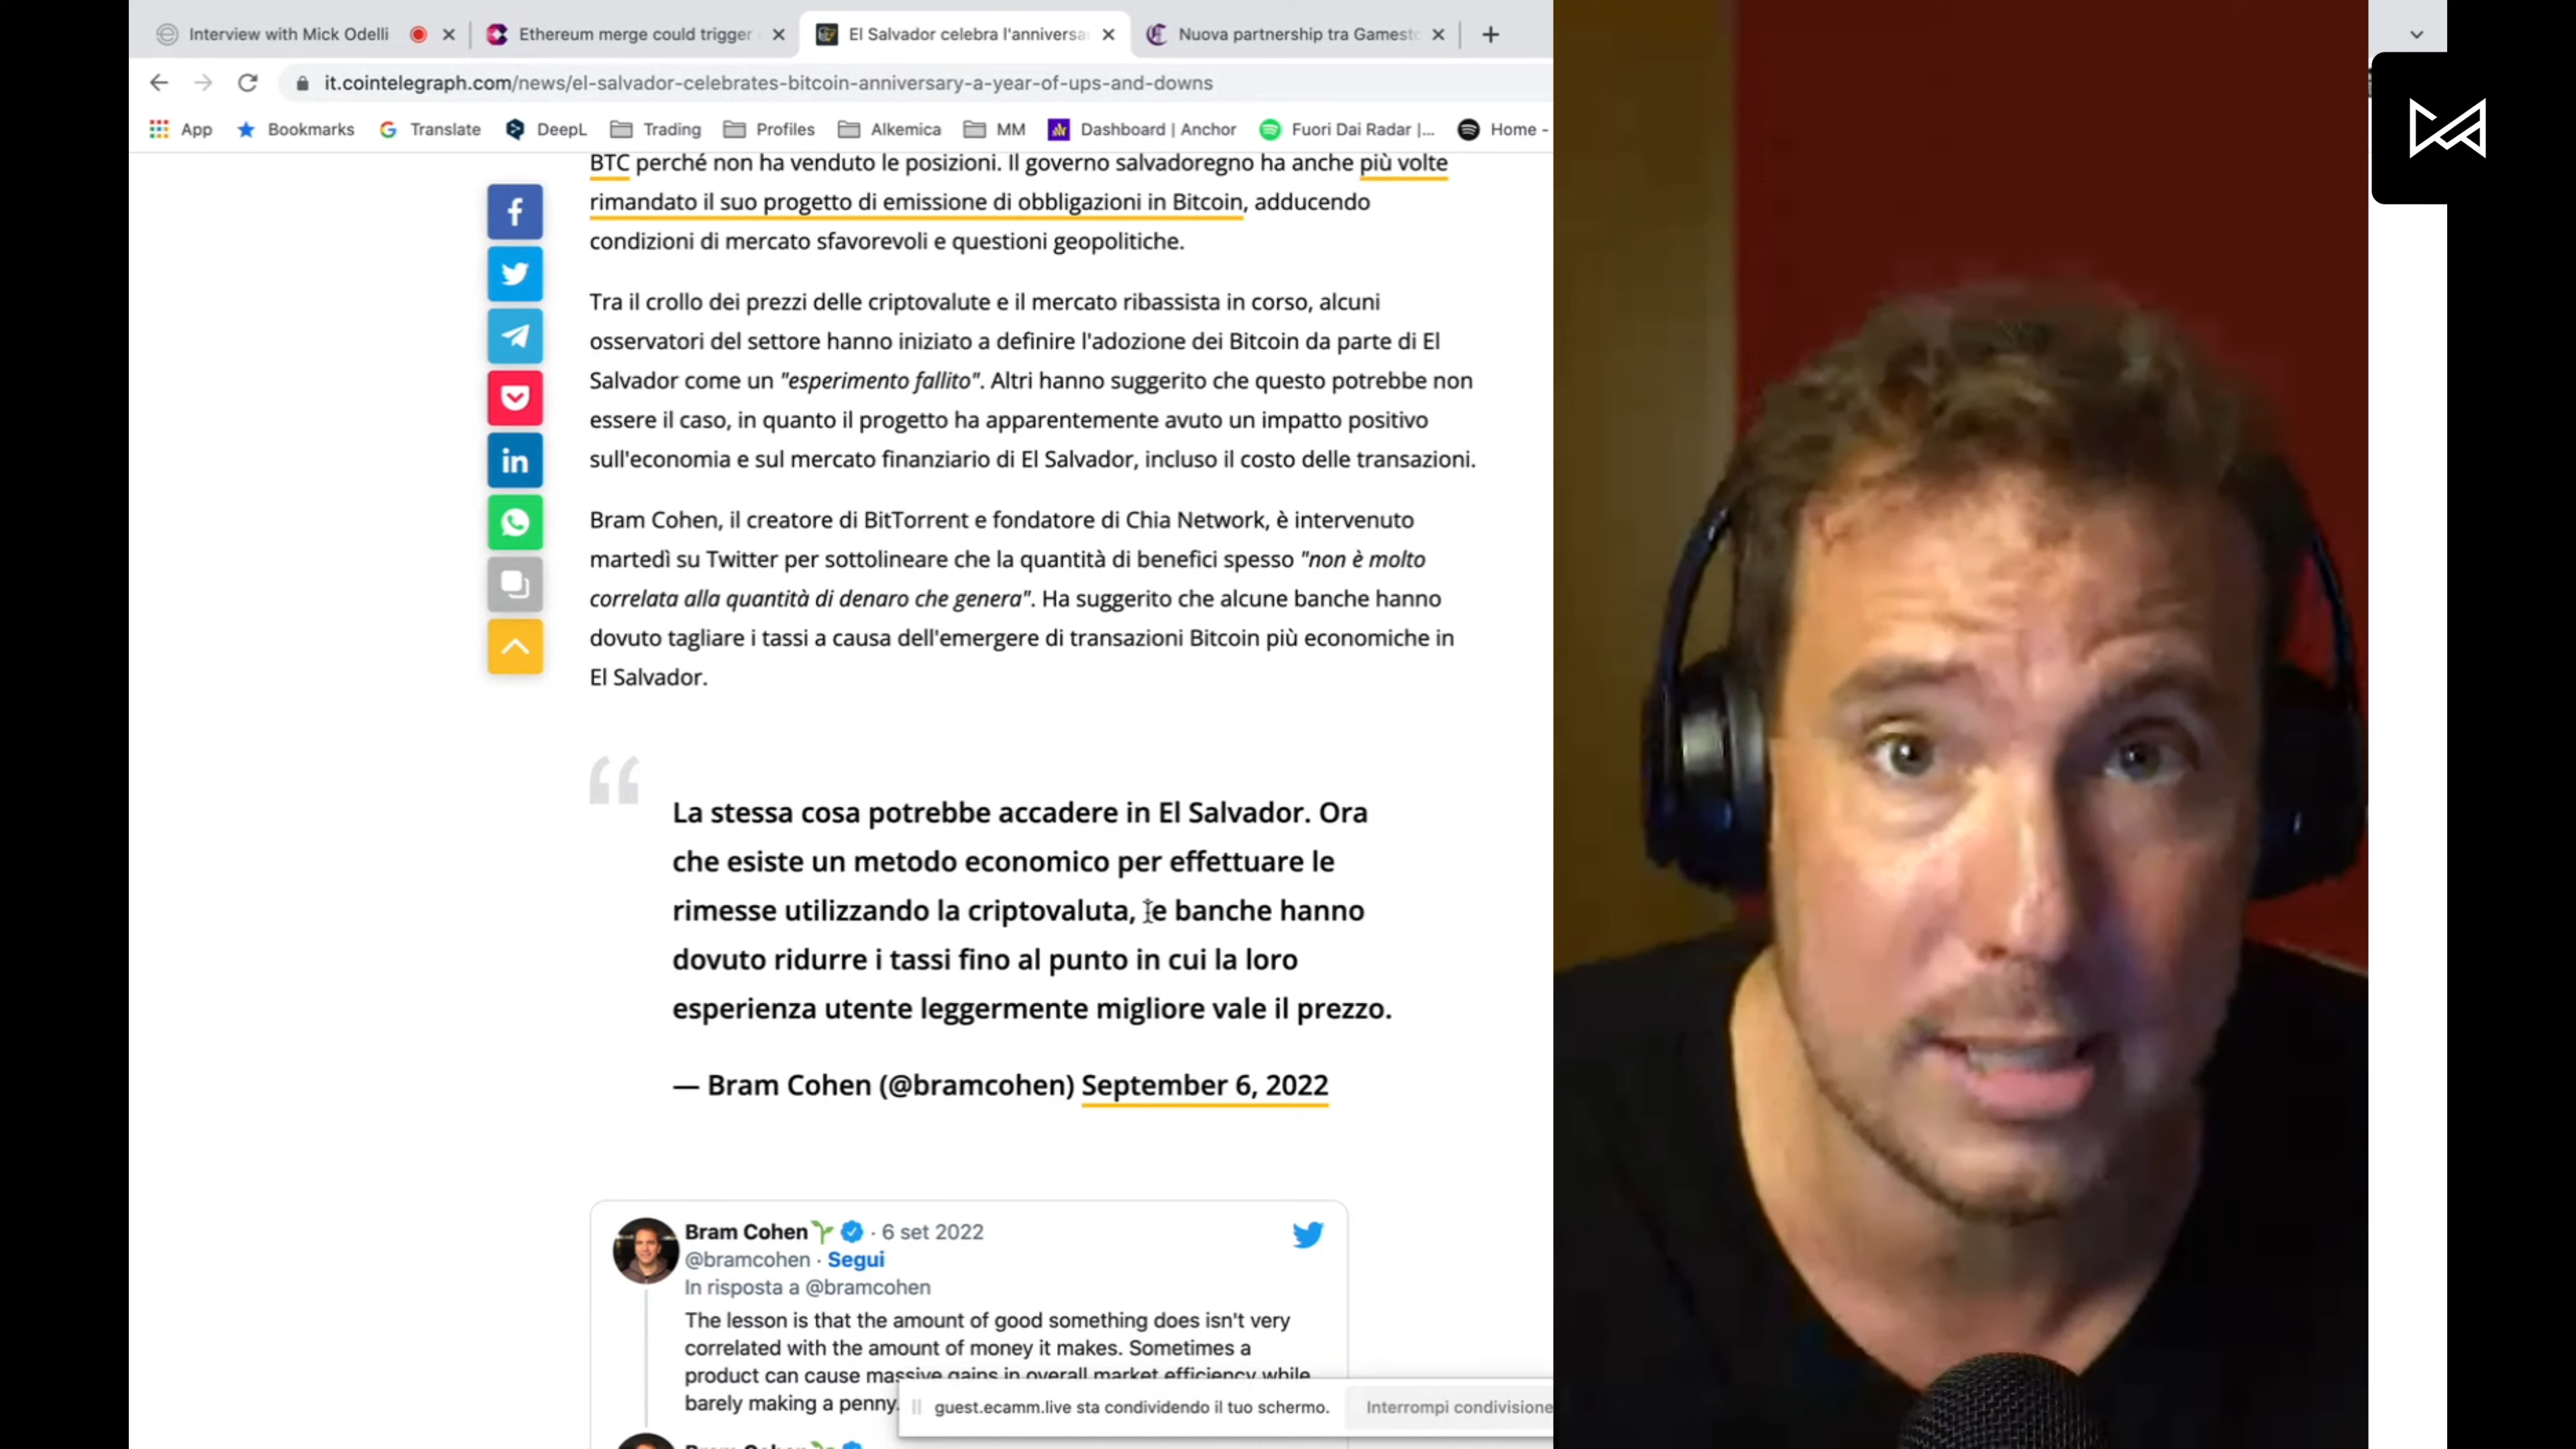 Interview with Mick Odelli
Ethereum merge could trigger
El Salvador celebra l'anniversa
Nuova partnership tra Gamest
it.cointelegraph.com/news/el-salvador-celebrates-bitcoin-anniversary-a-year-of-ups-and-downs
App Bookmarks Translate DeepL Trading Profiles Alkemica MM Dashboard | Anchor Fuori Dai Radar |... Home -
BTC perché non ha venduto le posizioni. Il governo salvadoregno ha anche più volte
rimandato il suo progetto di emissione di obbligazioni in Bitcoin, adducendo
condizioni di mercato sfavorevoli e questioni geopolitiche.
Tra il crollo dei prezzi delle criptovalute e il mercato ribassista in corso, alcuni
osservatori del settore hanno iniziato a definire l'adozione dei Bitcoin da parte di El
Salvador come un "esperimento fallito". Altri hanno suggerito che questo potrebbe non
essere il caso, in quanto il progetto ha apparentemente avuto un impatto positivo
sull'economia e sul mercato finanziario di El Salvador, incluso il costo delle transazioni.
Bram Cohen, il creatore di BitTorrent e fondatore di Chia Network, è intervenuto
martedì su Twitter per sottolineare che la quantità di benefici spesso "non è molto
correlata alla quantità di denaro che genera". Ha suggerito che alcune banche hanno
dovuto tagliare i tassi a causa dell'emergere di transazioni Bitcoin più economiche in
El Salvador.
“
La stessa cosa potrebbe accadere in El Salvador. Ora
che esiste un metodo economico per effettuare le
rimesse utilizzando la criptovaluta, le banche hanno
dovuto ridurre i tassi fino al punto in cui la loro
esperienza utente leggermente migliore vale il prezzo.
— Bram Cohen (@bramcohen) September 6, 2022
Bram Cohen · 6 set 2022
@bramcohen · Segui
In risposta a @bramcohen
The lesson is that the amount of good something does isn't very
correlated with the amount of money it makes. Sometimes a
product can cause massive gains in overall market efficiency while
barely making a penny.
guest.ecamm.live sta condividendo il tuo schermo. Interrompi condivisione
Bram Cohen